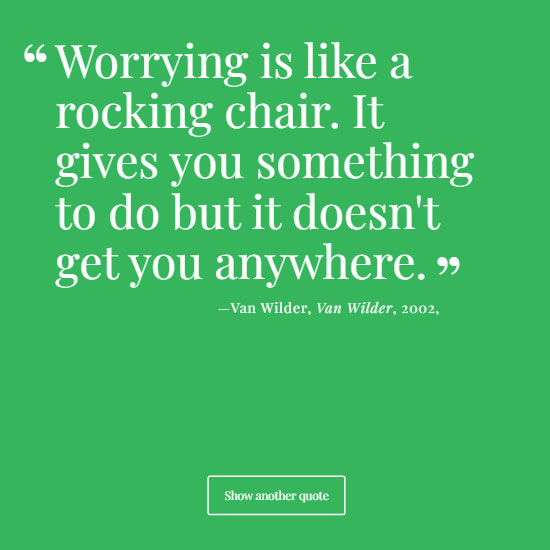 “ Worrying is like a
rocking chair. It
gives you something
to do but it doesn't
get you anywhere. ”
—Van Wilder, Van Wilder, 2002,
Show another quote